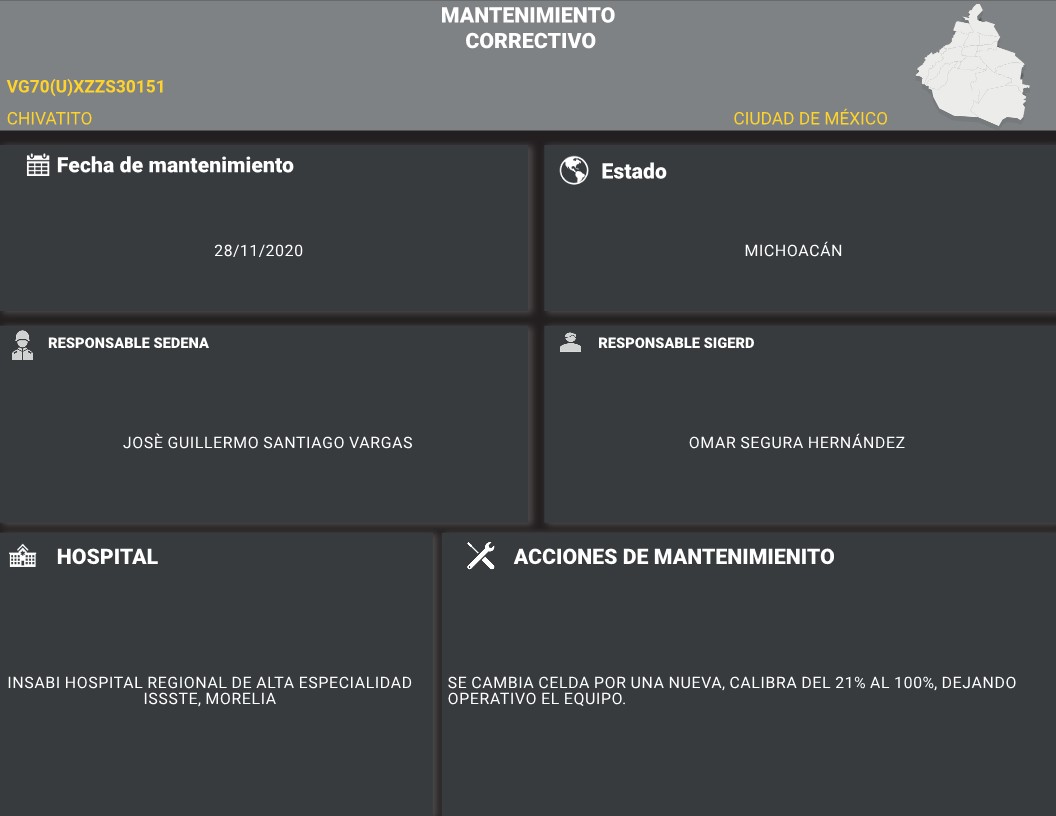 MANTENIMIENTO
CORRECTIVO
VG70(U)XZZS30151
CHIVATITO
CIUDAD DE MÉXICO
Fecha de mantenimiento
28/11/2020
Estado
MICHOACÁN
RESPONSABLE SEDENA
JOSÈ GUILLERMO SANTIAGO VARGAS
RESPONSABLE SIGERD
OMAR SEGURA HERNÁNDEZ
HOSPITAL
INSABI HOSPITAL REGIONAL DE ALTA ESPECIALIDAD
ISSSTE, MORELIA
ACCIONES DE MANTENIMIENITO
SE CAMBIA CELDA POR UNA NUEVA, CALIBRA DEL 21% AL 100%, DEJANDO
OPERATIVO EL EQUIPO.